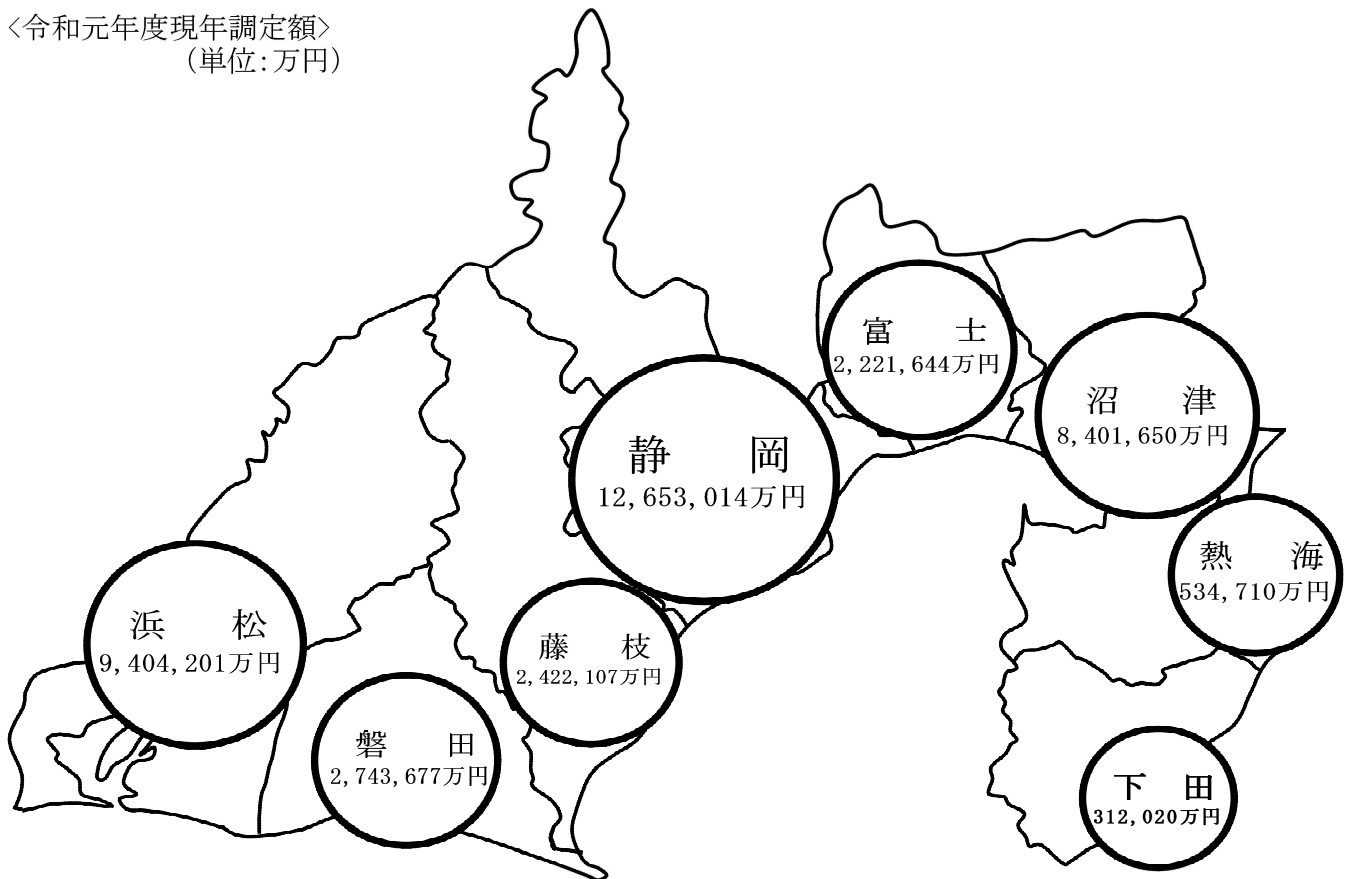 <令和元年度現年調定額>
(単位:万円)
富　士
2,221,644万円
沼　津
8,401,650万円
静　岡
12,653,014万円
熱　海
534,710万円
浜　松
9,404,201万円
藤　枝
2,422,107万円
磐　田
2,743,677万円
下　田
312,020万円